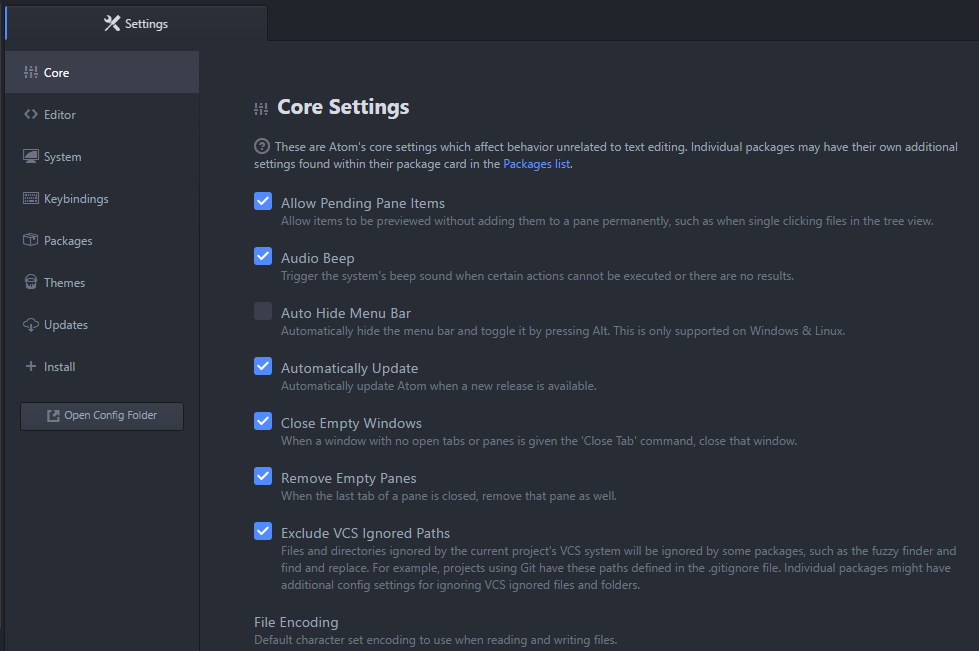 Settings
Core
Editor
System
Keybindings
Packages
Themes
Updates
Install
Open Config Folder
Core Settings
These are Atom's core settings which affect behavior unrelated to text editing. Individual packages may have their own additional
settings found within their package card in the Packages list.
Allow Pending Pane Items
Allow items to be previewed without adding them to a pane permanently, such as when single clicking files in the tree view.
Audio Beep
Trigger the system's beep sound when certain actions cannot be executed or there are no results.
Auto Hide Menu Bar
Automatically hide the menu bar and toggle it by pressing Alt. This is only supported on Windows & Linux.
Automatically Update
Automatically update Atom when a new release is available.
Close Empty Windows
When a window with no open tabs or panes is given the 'Close Tab' command, close that window.
Remove Empty Panes
When the last tab of a pane is closed, remove that pane as well.
Exclude VCS Ignored Paths
Files and directories ignored by the current project's VCS system will be ignored by some packages, such as the fuzzy finder and
find and replace. For example, projects using Git have these paths defined in the .gitignore file. Individual packages might have
additional config settings for ignoring VCS ignored files and folders.
File Encoding
Default character set encoding to use when reading and writing files.